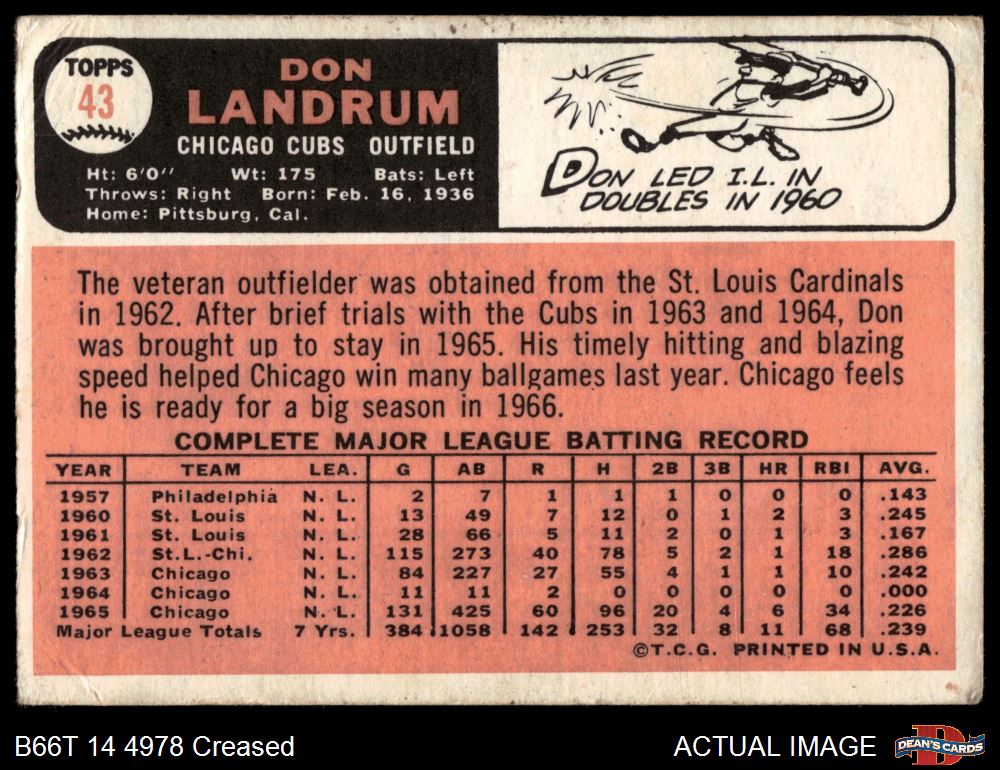 TOPPS
43
DON
LANDRUM
CHICAGO CUBS OUTFIELD
Ht: 6'0" Wt: 175 Bats: Left
Throws: Right Born: Feb. 16, 1936
Home: Pittsburg, Cal.
DON LED I.L. IN
DOUBLES IN 1960
The veteran outfielder was obtained from the St. Louis Cardinals
in 1962. After brief trials with the Cubs in 1963 and 1964, Don
was brought up to stay in 1965. His timely hitting and blazing
speed helped Chicago win many ballgames last year. Chicago feels
he is ready for a big season in 1966.
COMPLETE MAJOR LEAGUE BATTING RECORD
YEAR TEAM LEA. G AB R H 2B 3B HR RBI AVG.
1957 Philadelphia N. L. 2 7 1 1 1 0 0 0 .143
1960 St. Louis N. L. 13 49 7 12 0 1 2 3 .245
1961 St. Louis N. L. 28 66 5 11 2 0 1 3 .167
1962 St.L.-Chi. N. L. 115 273 40 78 5 2 1 18 .286
1963 Chicago N. L. 84 227 27 55 4 1 1 10 .242
1964 Chicago N. L. 11 11 2 0 0 0 0 0 .000
1965 Chicago N. L. 131 425 60 96 20 4 6 34 .226
Major League Totals 7 Yrs. 384 1058 142 253 32 8 11 68 .239
©T.C.G. PRINTED IN U.S.A.
B66T 14 4978 Creased
ACTUAL IMAGE
DEAN'S CARDS